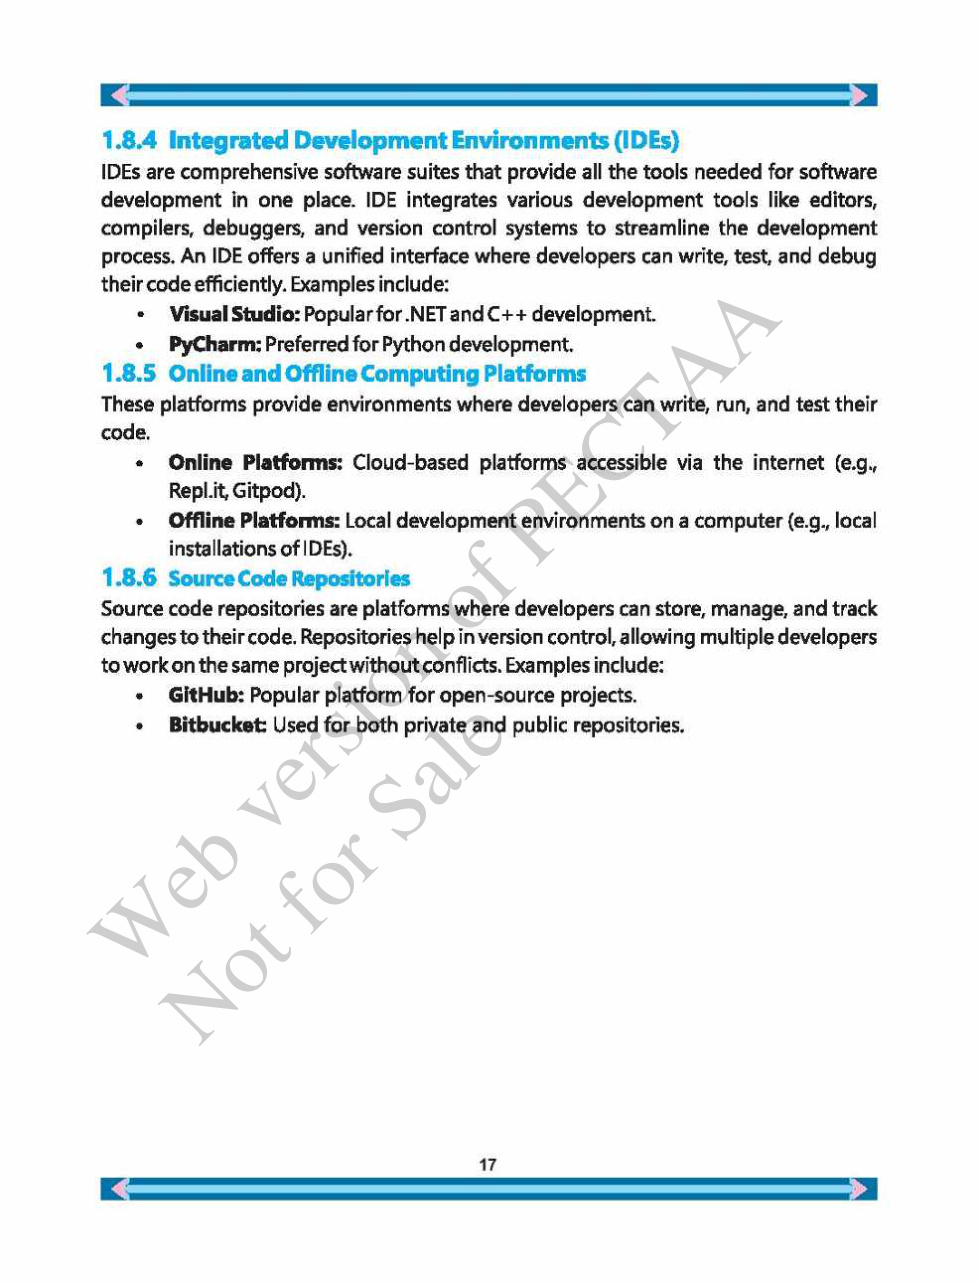 1.8.4 Integrated Development Environments (IDEs)
IDEs are comprehensive software suites that provide all the tools needed for software
development in one place. IDE integrates various development tools like editors,
compilers, debuggers, and version control systems to streamline the development
process. An IDE offers a unified interface where developers can write, test, and debug
their code efficiently. Examples include:
• Visual Studio: Popular for .NET and C++ development.
• PyCharm: Preferred for Python development.
1.8.5 Online and Offline Computing Platforms
These platforms provide environments where developers can write, run, and test their
code.
• Online Platforms: Cloud-based platforms accessible via the internet (e.g.,
Repl.it, Gitpod).
• Offline Platforms: Local development environments on a computer (e.g., local
installations of IDEs).
1.8.6 Source Code Repositories
Source code repositories are platforms where developers can store, manage, and track
changes to their code. Repositories help in version control, allowing multiple developers
to work on the same project without conflicts. Examples include:
• GitHub: Popular platform for open-source projects.
• Bitbucket: Used for both private and public repositories.
Web version of PECTAA
Not for Sale
17